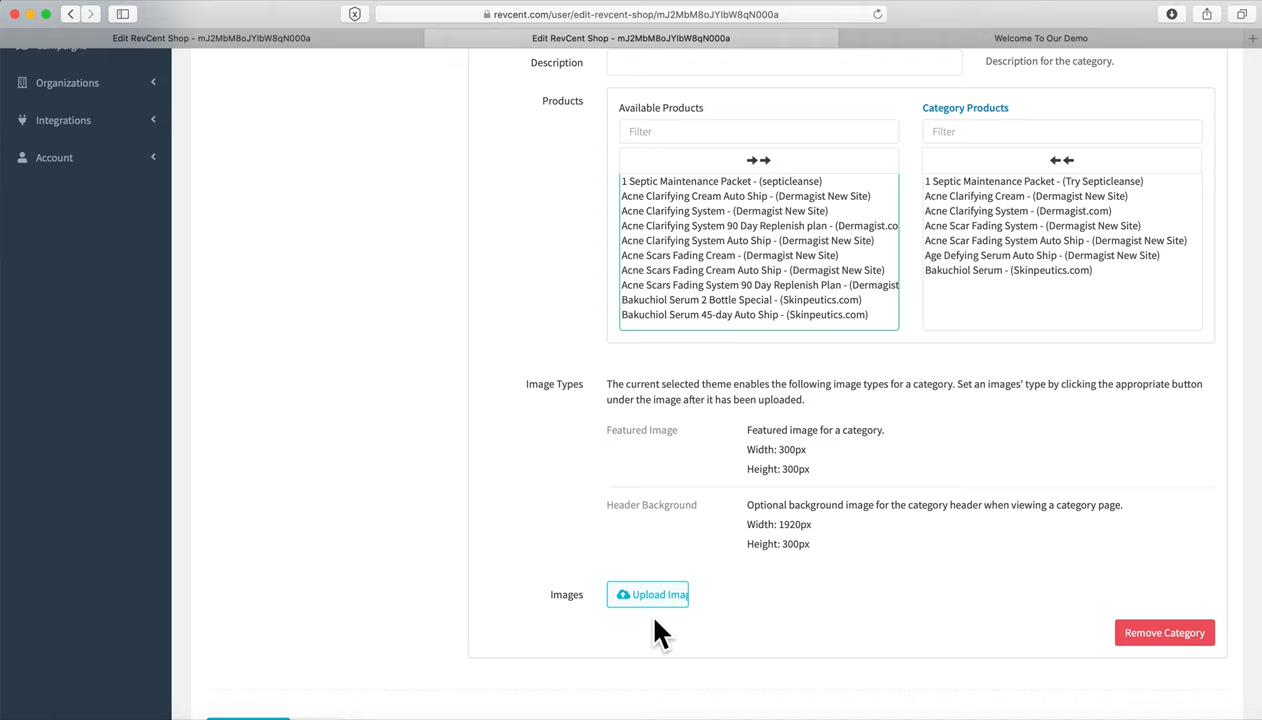 revcent.com/user/edit-revcent-shop/mJ2MbM8oJYIbW8qN000a
Edit RevCent Shop - mJ2MbM8oJYIbW8qN000a
Edit RevCent Shop - mJ2MbM8oJYIbW8qN000a
Welcome To Our Demo
Campaigns
Organizations
Integrations
Account
Description
Description for the category.
Products
Available Products
Filter
1 Septic Maintenance Packet - (septicleanse)
Acne Clarifying Cream Auto Ship - (Dermagist New Site)
Acne Clarifying System - (Dermagist New Site)
Acne Clarifying System 90 Day Replenish plan - (Dermagist.co
Acne Clarifying System Auto Ship - (Dermagist New Site)
Acne Scars Fading Cream - (Dermagist New Site)
Acne Scars Fading Cream Auto Ship - (Dermagist New Site)
Acne Scars Fading System 90 Day Replenish Plan - (Dermagist
Bakuchiol Serum 2 Bottle Special - (Skinpeutics.com)
Bakuchiol Serum 45-day Auto Ship - (Skinpeutics.com)
Category Products
Filter
1 Septic Maintenance Packet - (Try Septicleanse)
Acne Clarifying Cream - (Dermagist New Site)
Acne Clarifying System - (Dermagist.com)
Acne Scar Fading System - (Dermagist New Site)
Acne Scar Fading System Auto Ship - (Dermagist New Site)
Age Defying Serum Auto Ship - (Dermagist New Site)
Bakuchiol Serum - (Skinpeutics.com)
Image Types
The current selected theme enables the following image types for a category. Set an images' type by clicking the appropriate button
under the image after it has been uploaded.
Featured Image
Featured image for a category.
Width: 300px
Height: 300px
Header Background
Optional background image for the category header when viewing a category page.
Width: 1920px
Height: 300px
Images
Upload Imag
Remove Category